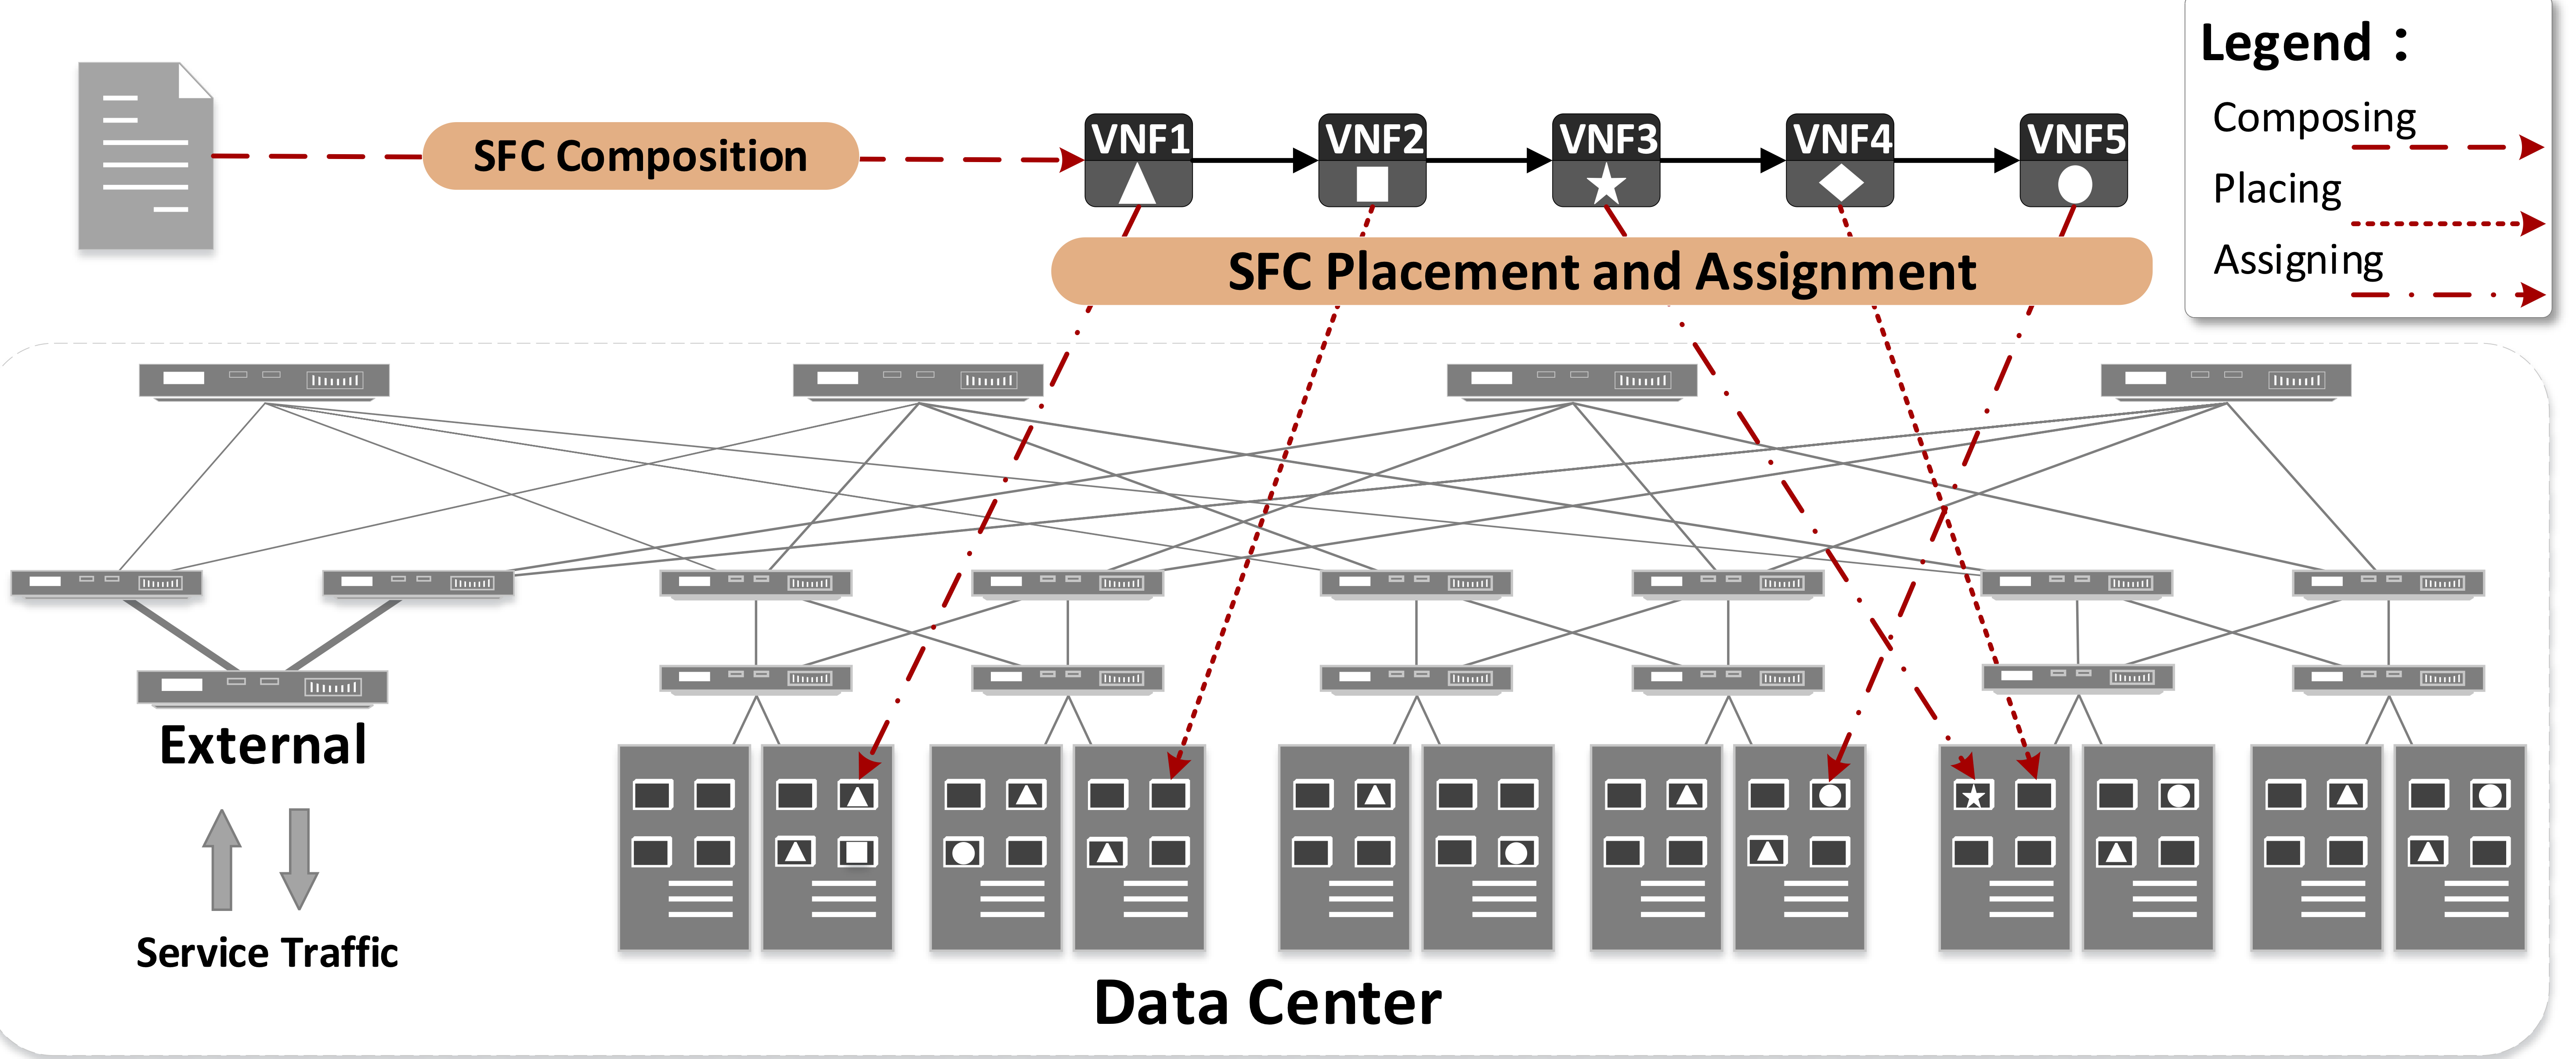 SFC Composition
VNF1
VNF2
VNF3
VNF4
VNF5
Legend：
Composing
Placing
Assigning
SFC Placement and Assignment
External
Service Traffic
Data Center